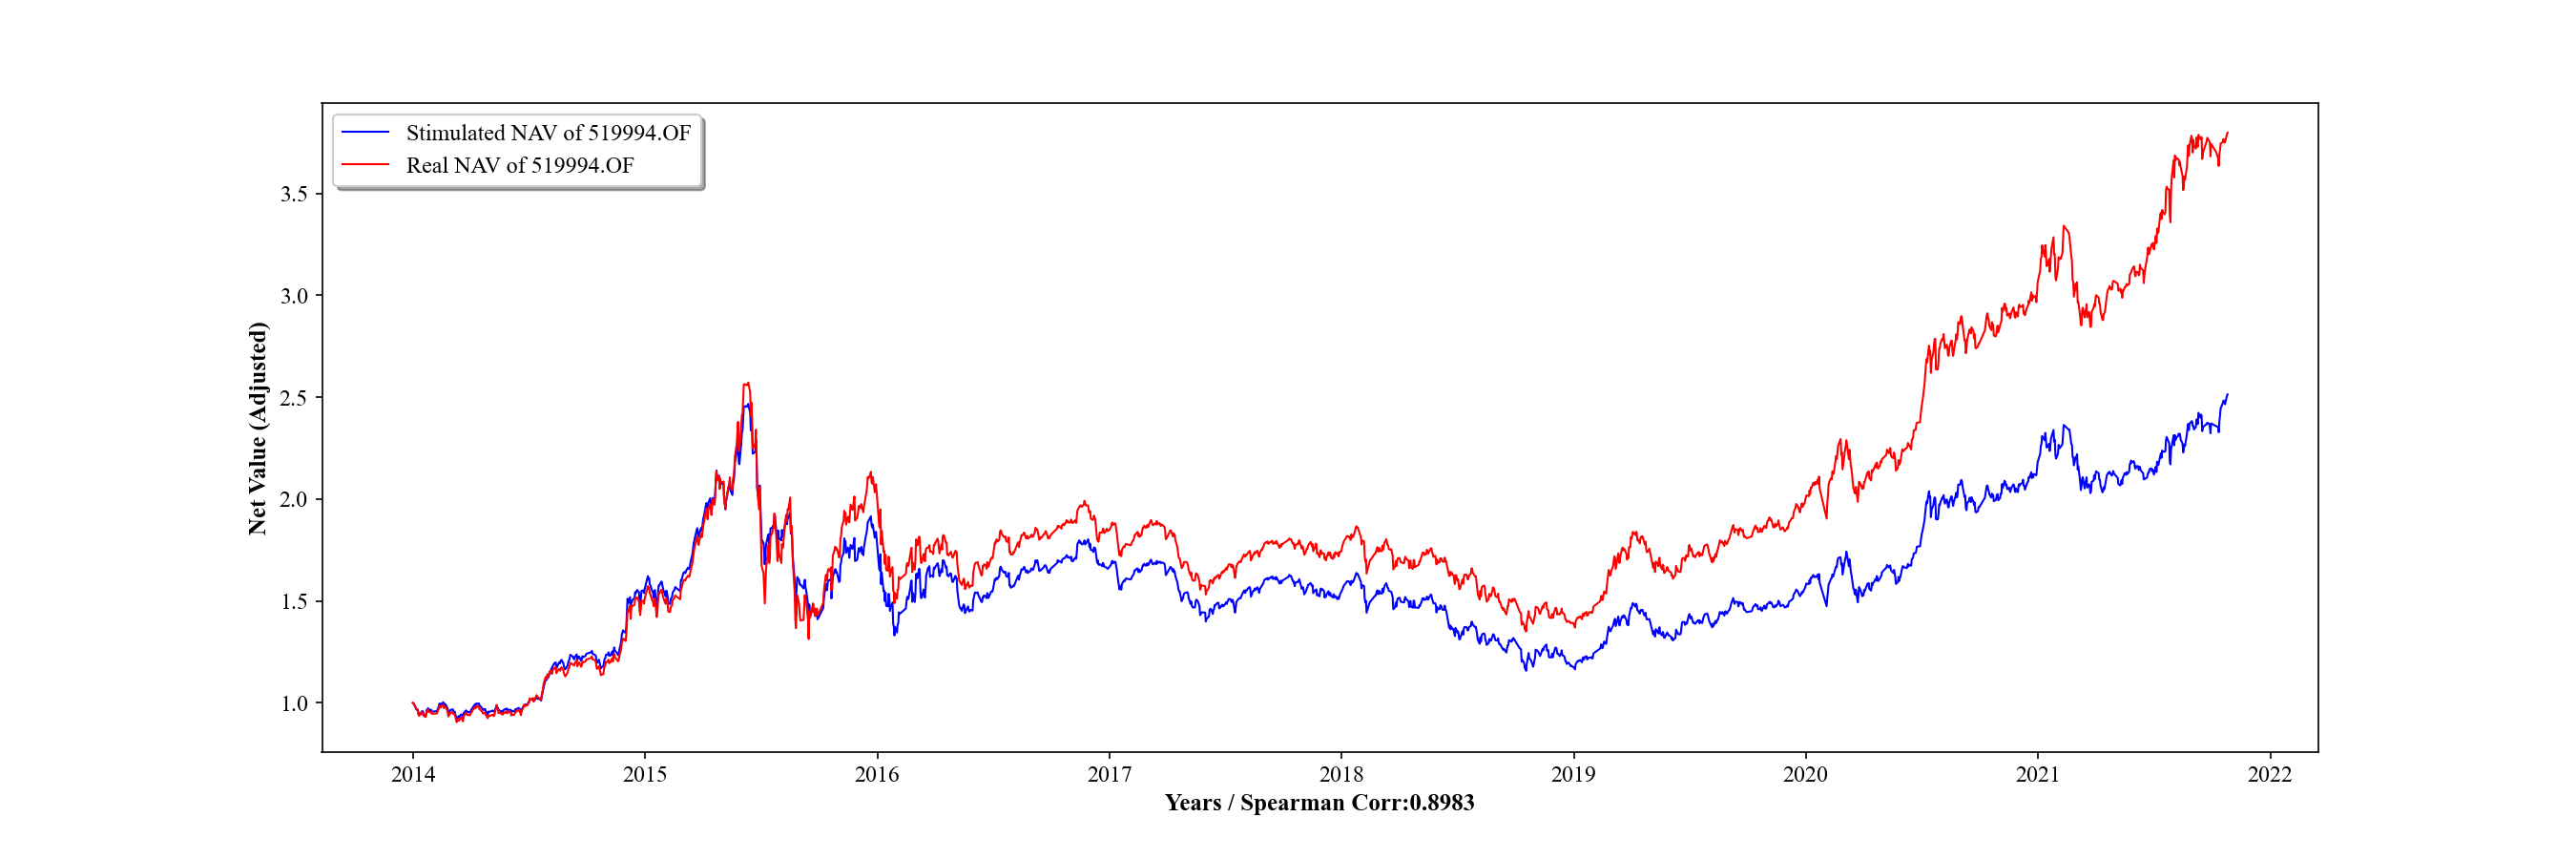 Stimulated NAV of 519994.OF
Real NAV of 519994.OF
Net Value (Adjusted)
3.5
3.0
2.5
2.0
1.5
1.0
2014 2015 2016 2017 2018 2019 2020 2021 2022
Years / Spearman Corr:0.8983